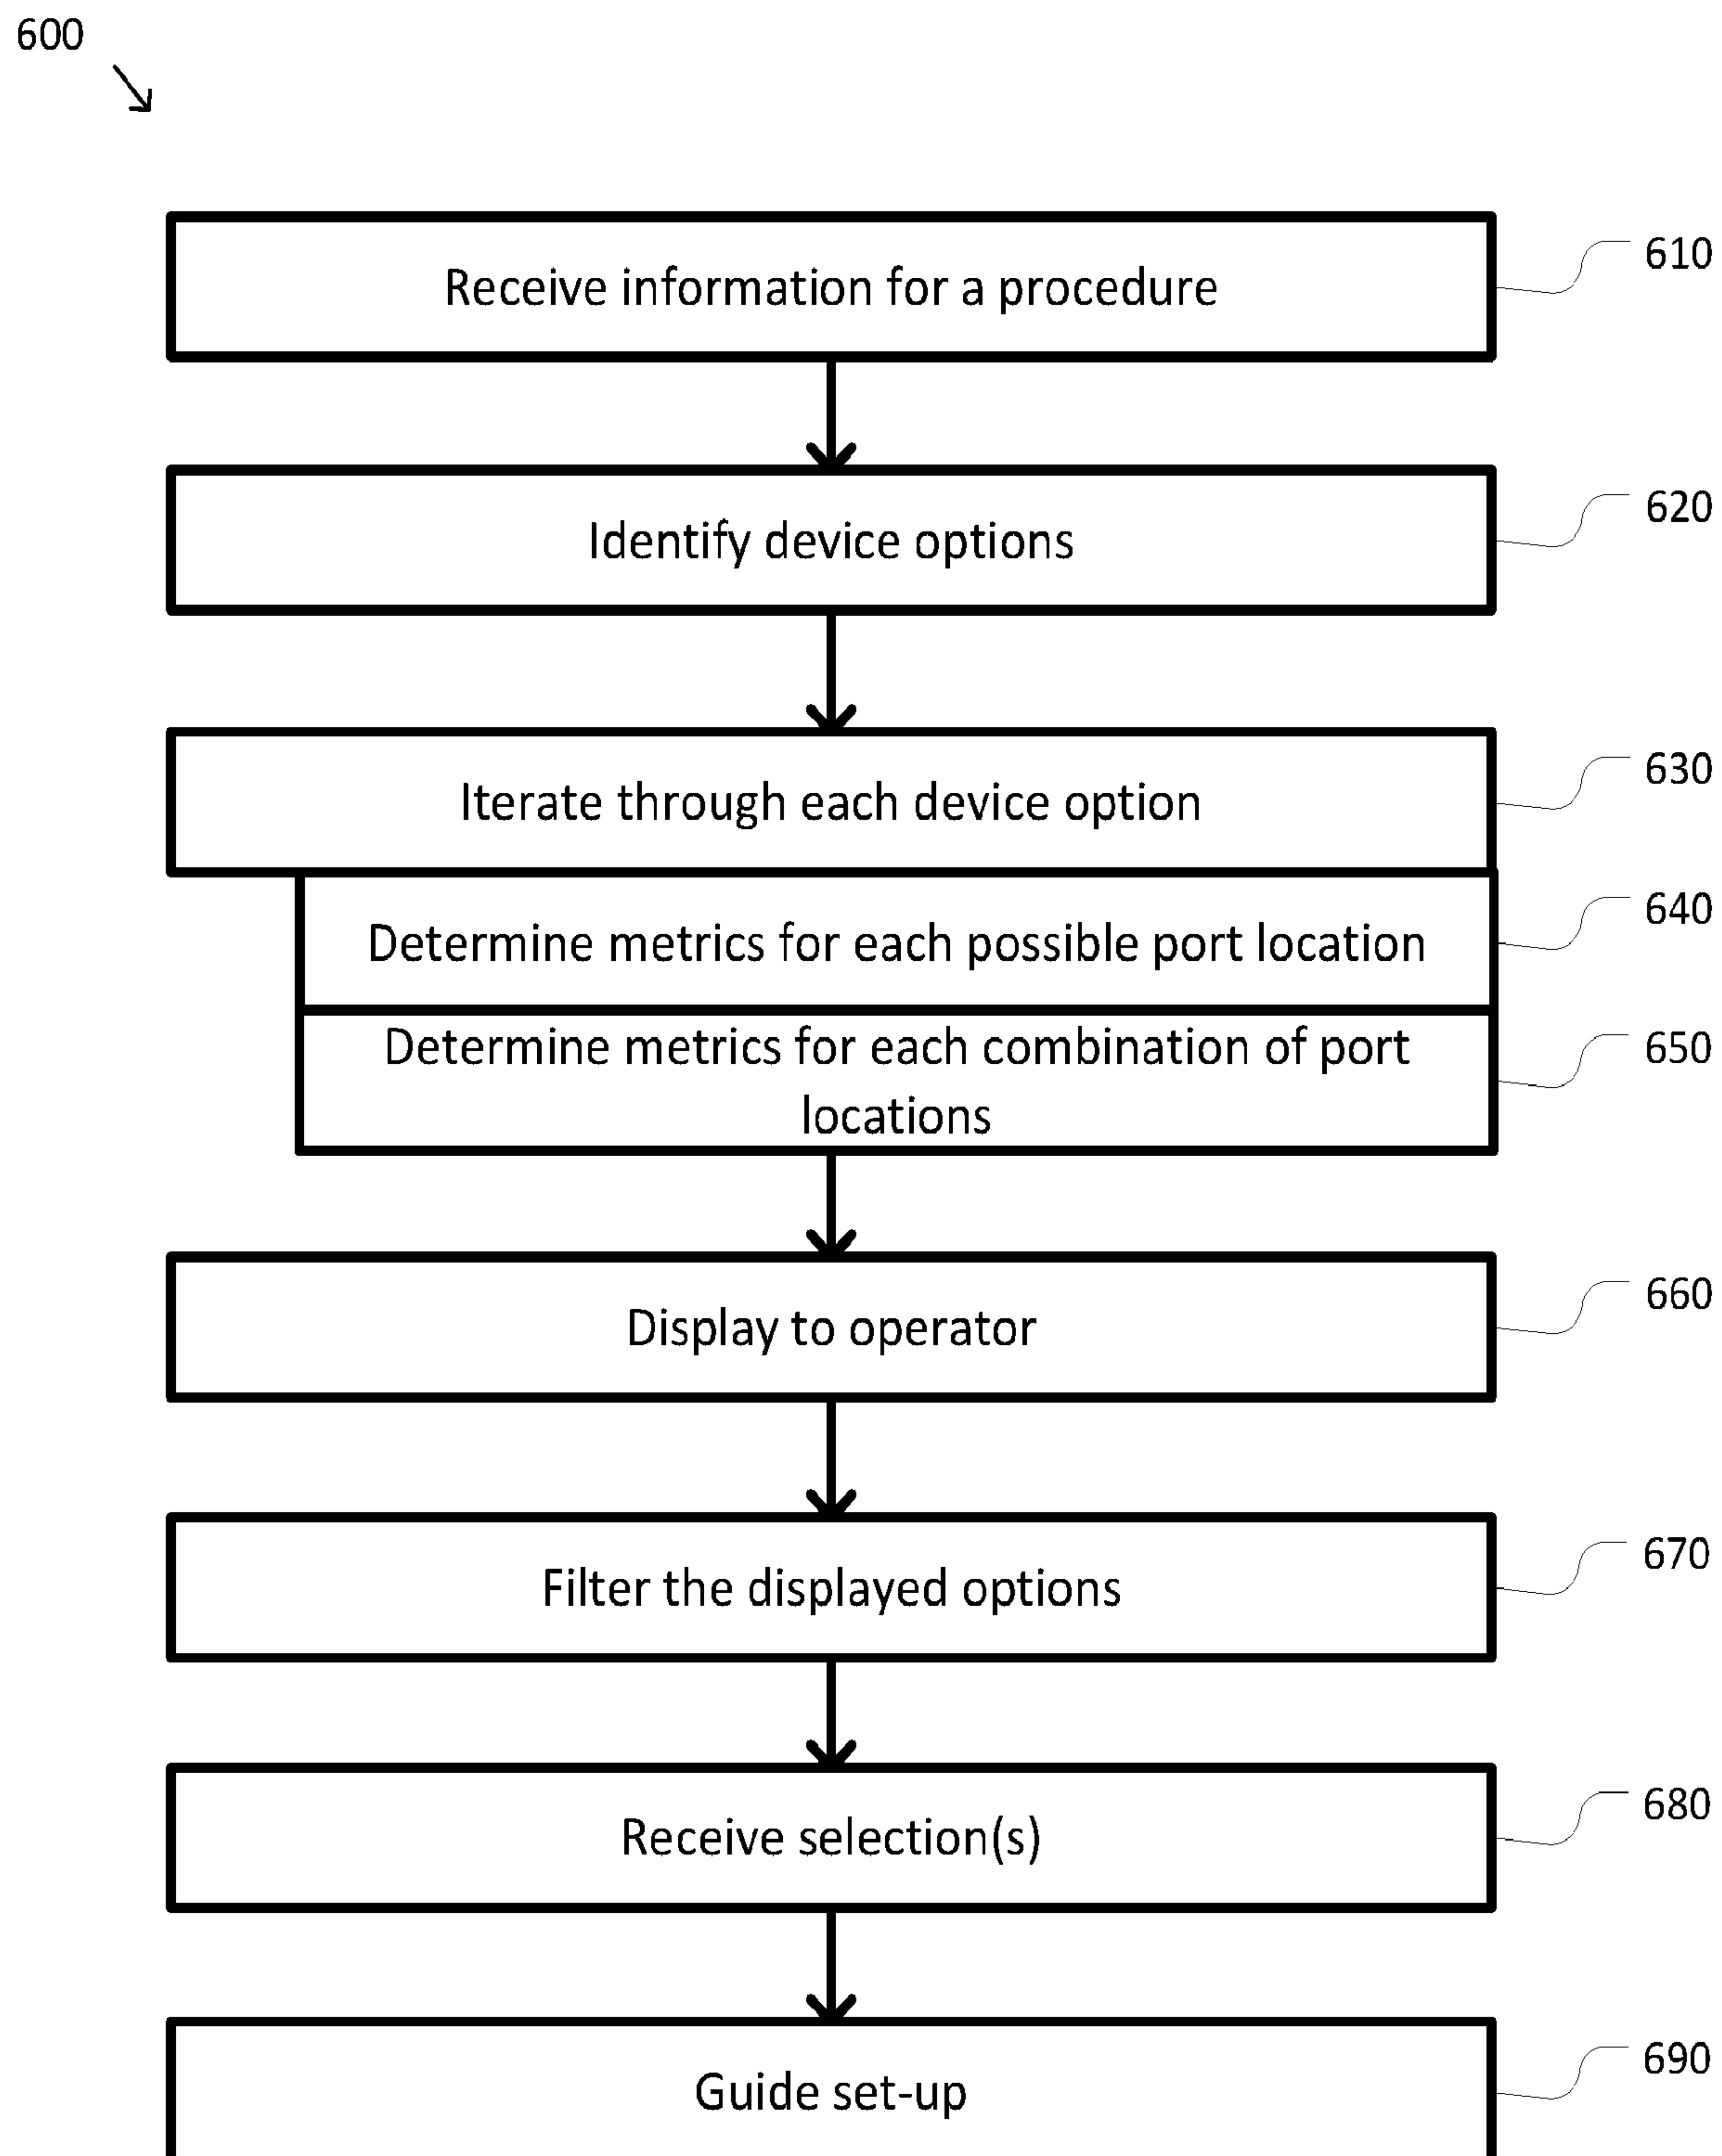 600
Receive information for a procedure
610
Identify device options
620
Iterate through each device option
630
Determine metrics for each possible port location
640
Determine metrics for each combination of port
locations
650
Display to operator
660
Filter the displayed options
670
Receive selection(s)
680
Guide set-up
690